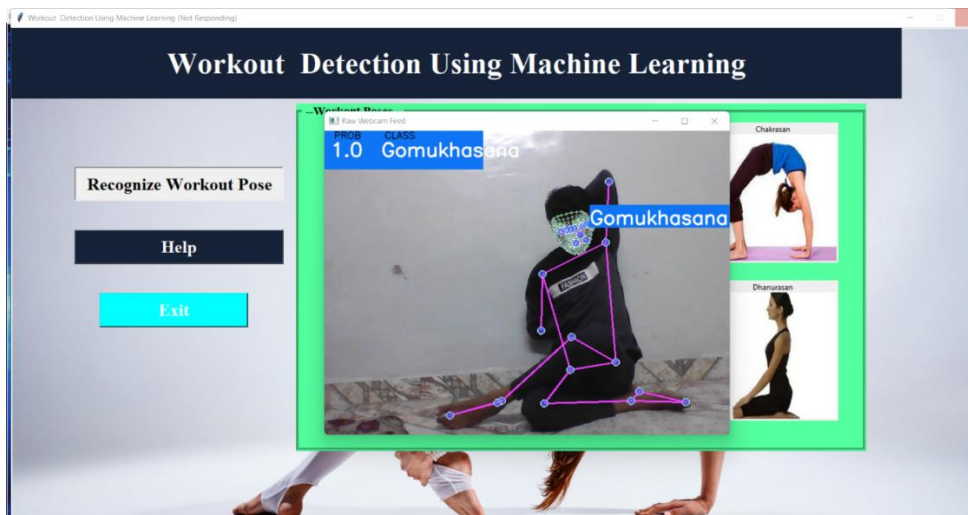 Workout Detection Using Machine Learning (Not Responding)
Workout Detection Using Machine Learning
--Workout Poses--
Raw Webcam Feed
PROB CLASS
1.0 Gomukhasana
Gomukhasana
FASHION
Recognize Workout Pose
Help
Exit
Chakrasan
Dhanurasan